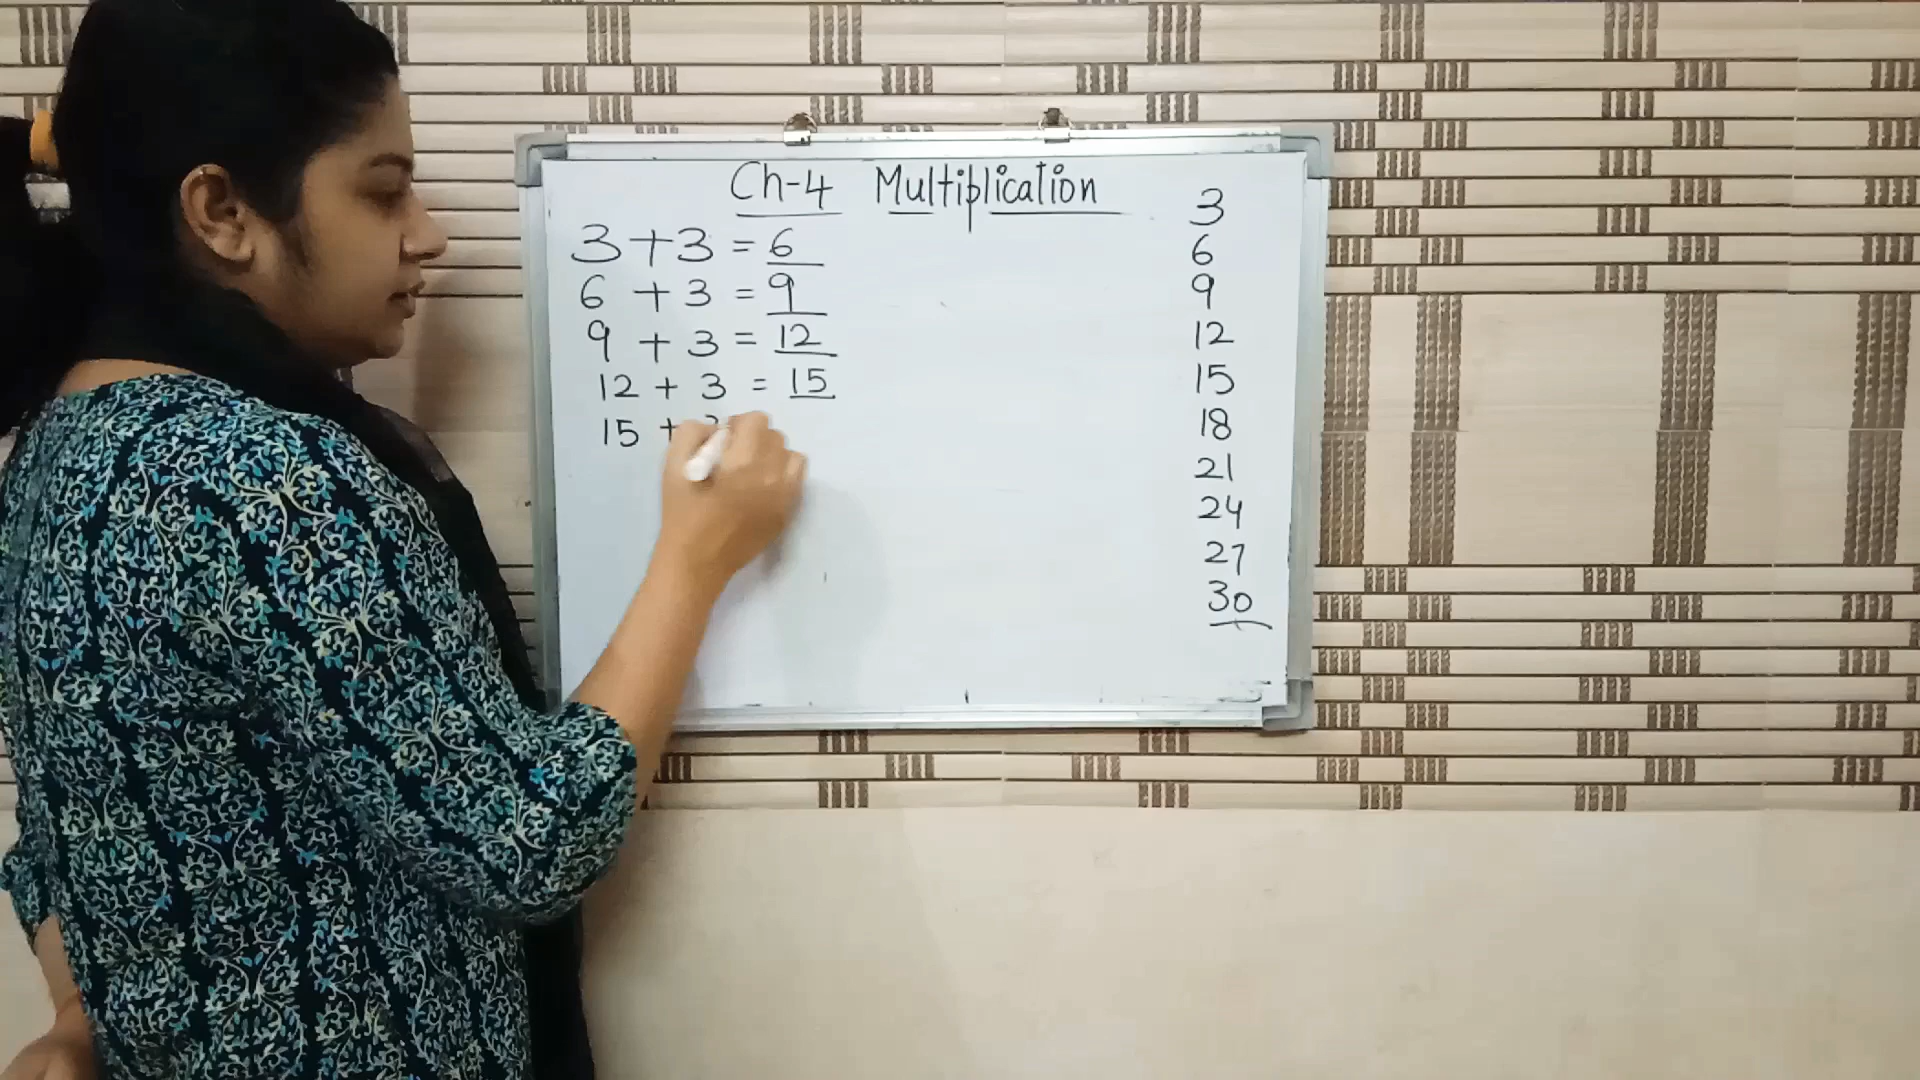 Ch-4 Multiplication
3+3 = 6
6 + 3 = 9
9 + 3 = 12
12 + 3 = 15
15 +
3
6
9
12
15
18
21
24
27
30